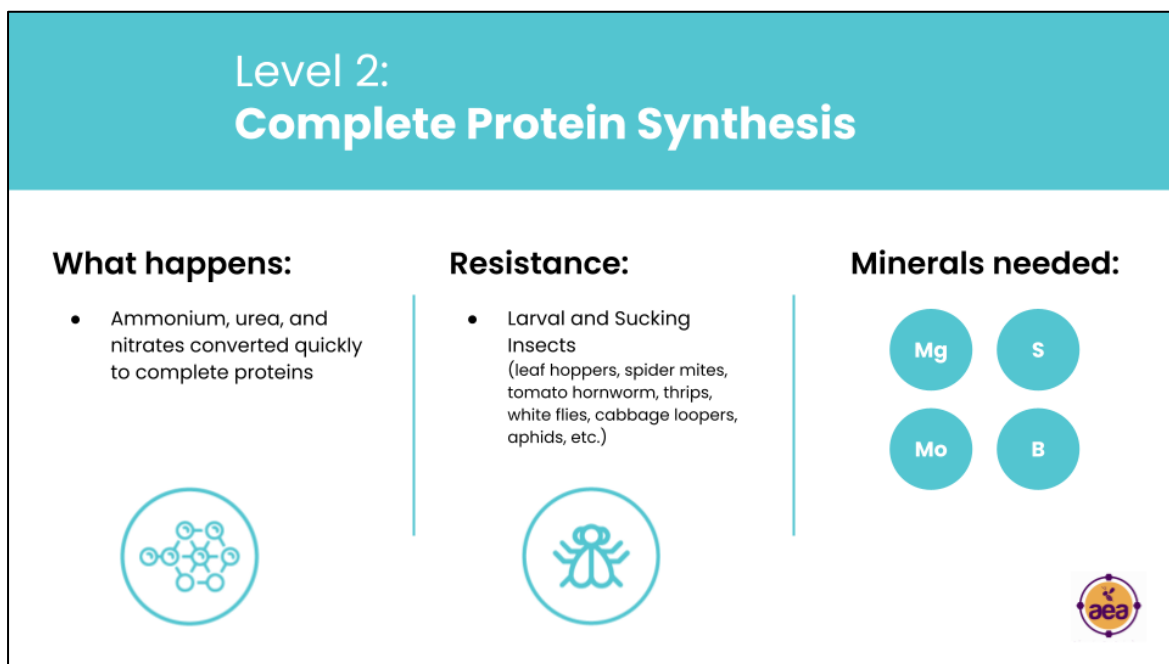 Level 2:
Complete Protein Synthesis
What happens:
● Ammonium, urea, and
nitrates converted quickly
to complete proteins
Resistance:
● Larval and Sucking
Insects
(leaf hoppers, spider mites,
tomato hornworm, thrips,
white flies, cabbage loopers,
aphids, etc.)
Minerals needed:
Mg S
Mo B
aea